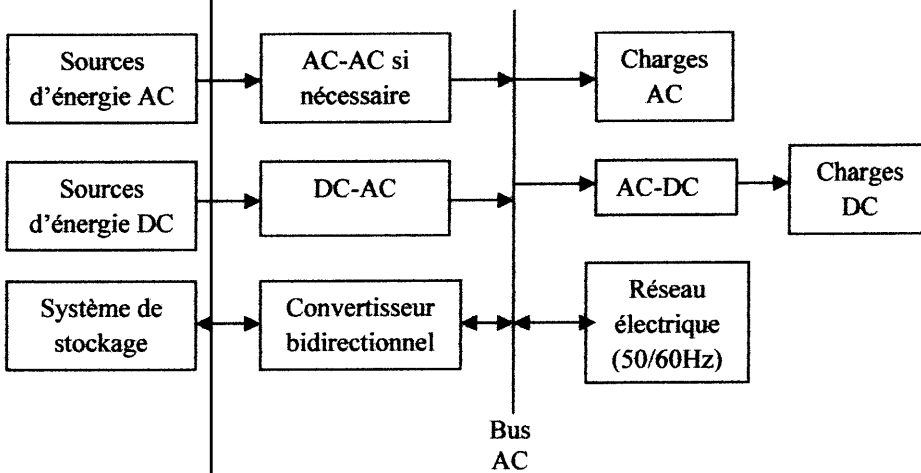 Sources
d'énergie AC
AC-AC si
nécessaire
Charges
AC
Sources
d'énergie DC
DC-AC
AC-DC
Charges
DC
Système de
stockage
Convertisseur
bidirectionnel
Réseau
électrique
(50/60Hz)
Bus
AC